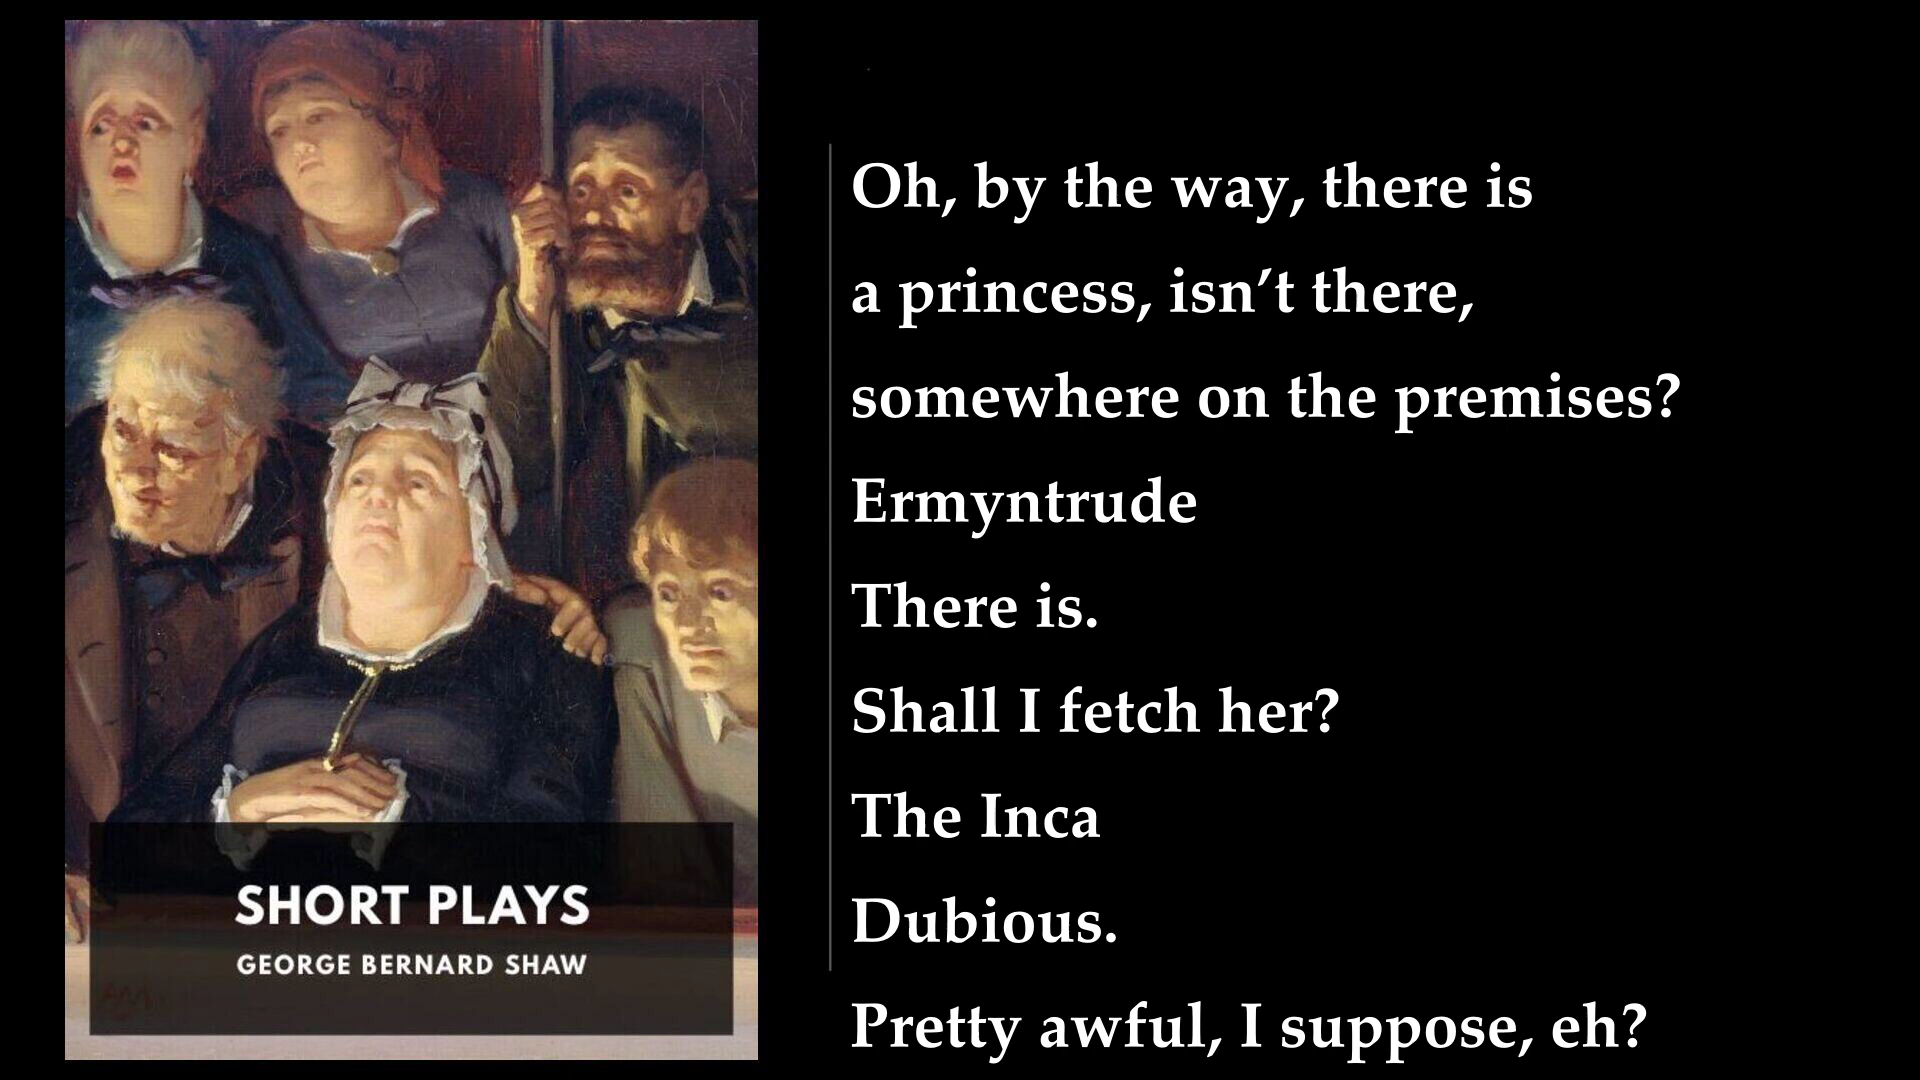 Oh, by the way, there is
a princess, isn’t there,
somewhere on the premises?
Ermyntrude
There is.
Shall I fetch her?
The Inca
Dubious.
Pretty awful, I suppose, eh?
SHORT PLAYS
GEORGE BERNARD SHAW